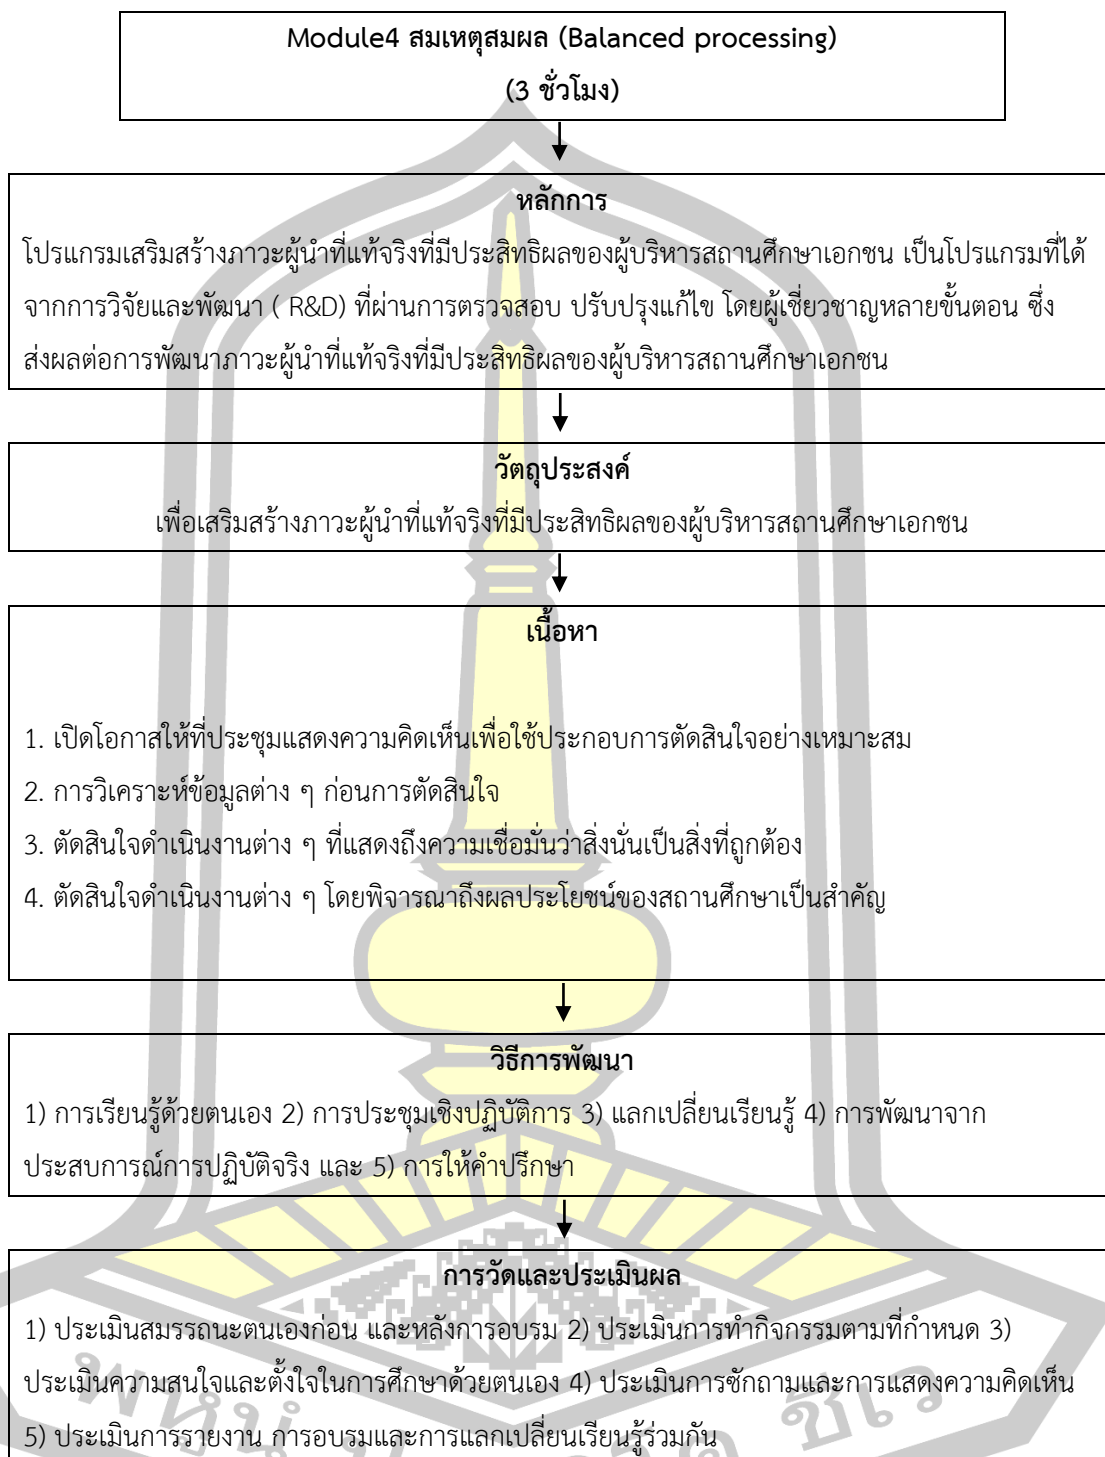 Module4 สมเหตุสมผล (Balanced processing)
(3 ชั่วโมง)
หลักการ
โปรแกรมเสริมสร้างภาวะผู้นำที่แท้จริงที่มีประสิทธิผลของผู้บริหารสถานศึกษาเอกชน เป็นโปรแกรมที่ได้
จากการวิจัยและพัฒนา ( R&D) ที่ผ่านการตรวจสอบ ปรับปรุงแก้ไข โดยผู้เชี่ยวชาญหลายขั้นตอน ซึ่ง
ส่งผลต่อการพัฒนาภาวะผู้นำที่แท้จริงที่มีประสิทธิผลของผู้บริหารสถานศึกษาเอกชน
วัตถุประสงค์
เพื่อเสริมสร้างภาวะผู้นำที่แท้จริงที่มีประสิทธิผลของผู้บริหารสถานศึกษาเอกชน
เนื้อหา
1. เปิดโอกาสให้ที่ประชุมแสดงความคิดเห็นเพื่อใช้ประกอบการตัดสินใจอย่างเหมาะสม
2. การวิเคราะห์ข้อมูลต่าง ๆ ก่อนการตัดสินใจ
3. ตัดสินใจดำเนินงานต่าง ๆ ที่แสดงถึงความเชื่อมั่นว่าสิ่งนั่นเป็นสิ่งที่ถูกต้อง
4. ตัดสินใจดำเนินงานต่าง ๆ โดยพิจารณาถึงผลประโยชน์ของสถานศึกษาเป็นสำคัญ
วิธีการพัฒนา
1) การเรียนรู้ด้วยตนเอง 2) การประชุมเชิงปฏิบัติการ 3) แลกเปลี่ยนเรียนรู้ 4) การพัฒนาจาก
ประสบการณ์การปฏิบัติจริง และ 5) การให้คำปรึกษา
การวัดและประเมินผล
1) ประเมินสมรรถนะตนเองก่อน และหลังการอบรม 2) ประเมินการทำกิจกรรมตามที่กำหนด 3)
ประเมินความสนใจและตั้งใจในการศึกษาด้วยตนเอง 4) ประเมินการซักถามและการแสดงความคิดเห็น
5) ประเมินการรายงาน การอบรมและการแลกเปลี่ยนเรียนรู้ร่วมกัน
พหูนํ
ชีเว